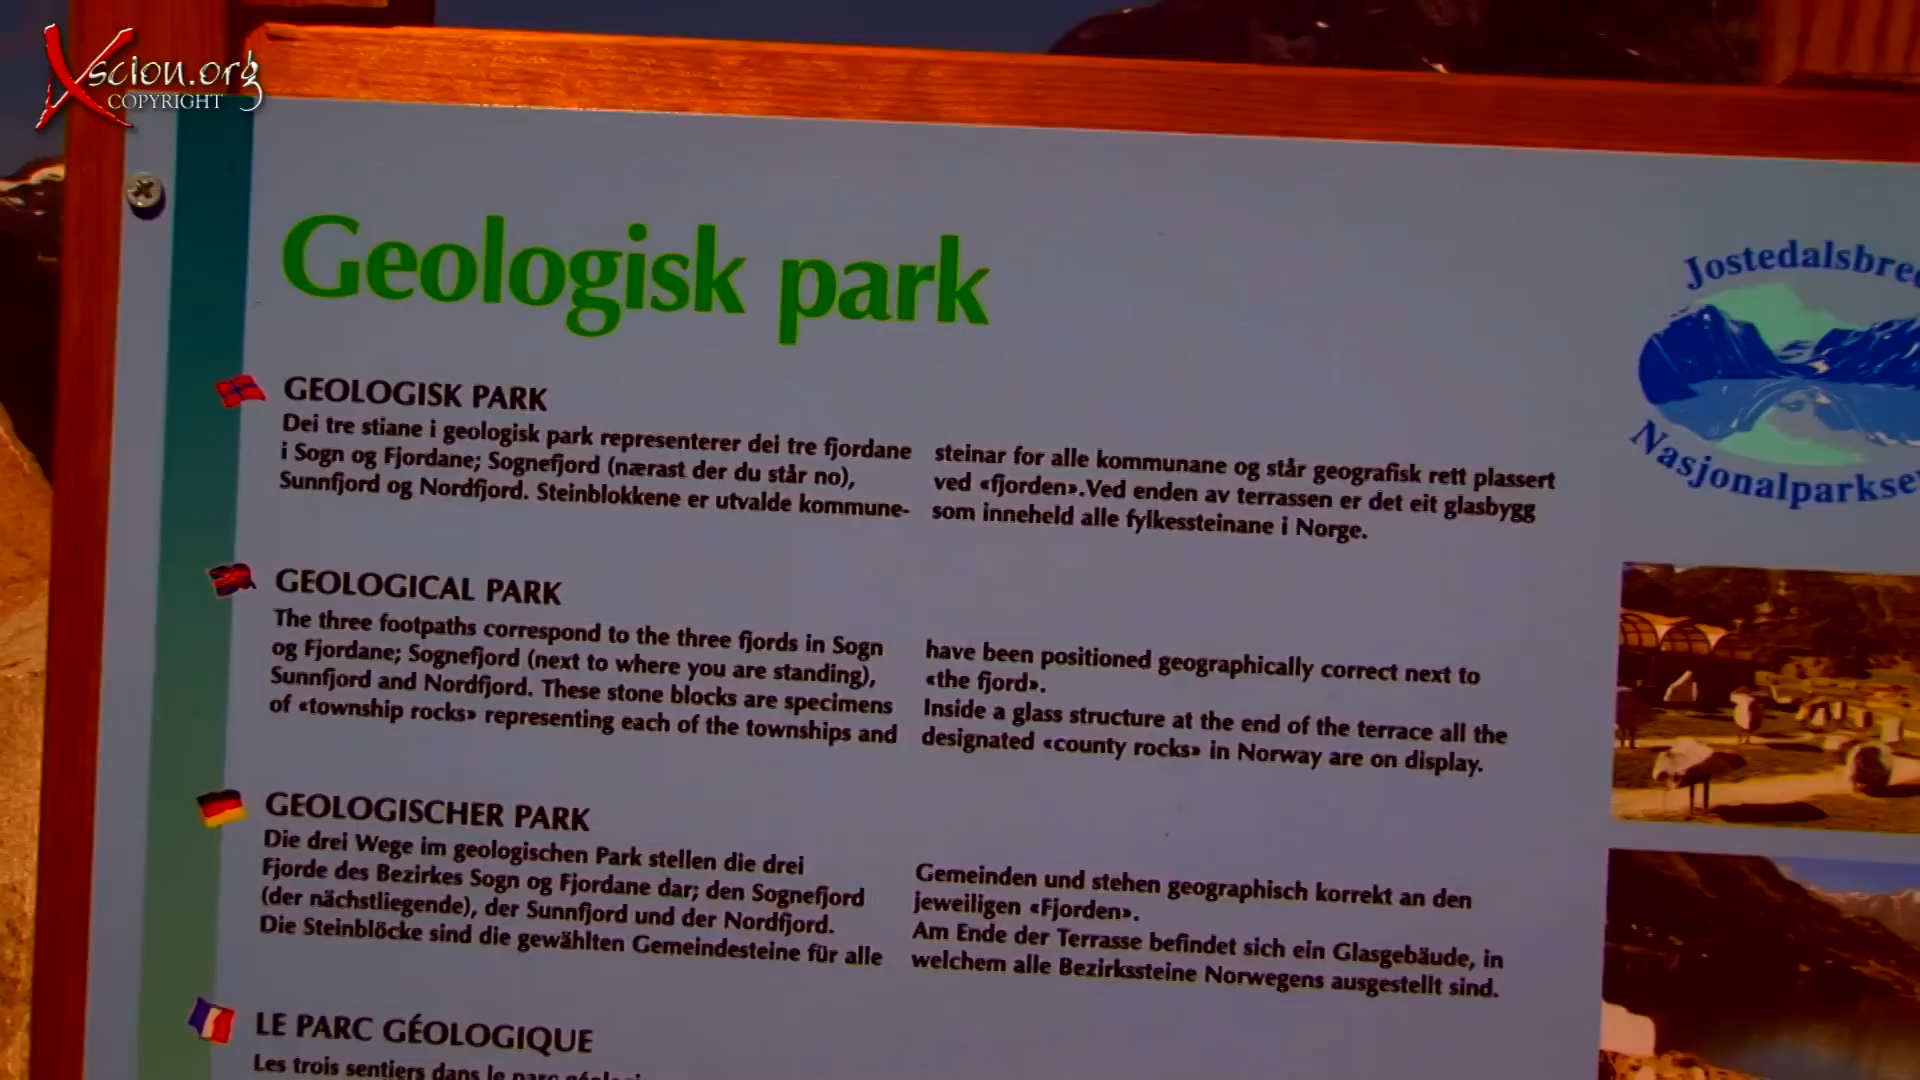 Xscion.org
COPYRIGHT
Geologisk park
Jostedalsbre
Nasjonalparkse
GEOLOGISK PARK
Dei tre stiane i geologisk park representerer dei tre fjordane
i Sogn og Fjordane; Sognefjord (nærast der du står no),
Sunnfjord og Nordfjord. Steinblokkene er utvalde kommune-
steinar for alle kommunane og står geografisk rett plassert
ved «fjorden».Ved enden av terrassen er det eit glasbygg
som inneheld alle fylkessteinane i Norge.
GEOLOGICAL PARK
The three footpaths correspond to the three fjords in Sogn
og Fjordane; Sognefjord (next to where you are standing),
Sunnfjord and Nordfjord. These stone blocks are specimens
of «township rocks» representing each of the townships and
have been positioned geographically correct next to
«the fjord».
Inside a glass structure at the end of the terrace all the
designated «county rocks» in Norway are on display.
GEOLOGISCHER PARK
Die drei Wege im geologischen Park stellen die drei
Fjorde des Bezirkes Sogn og Fjordane dar; den Sognefjord
(der nächstliegende), der Sunnfjord und der Nordfjord.
Die Steinblöcke sind die gewählten Gemeindesteine für alle
Gemeinden und stehen geographisch korrekt an den
jeweiligen «Fjorden».
Am Ende der Terrasse befindet sich ein Glasgebäude, in
welchem alle Bezirkssteine Norwegens ausgestellt sind.
LE PARC GÉOLOGIQUE
Les trois sentiers dans le parc